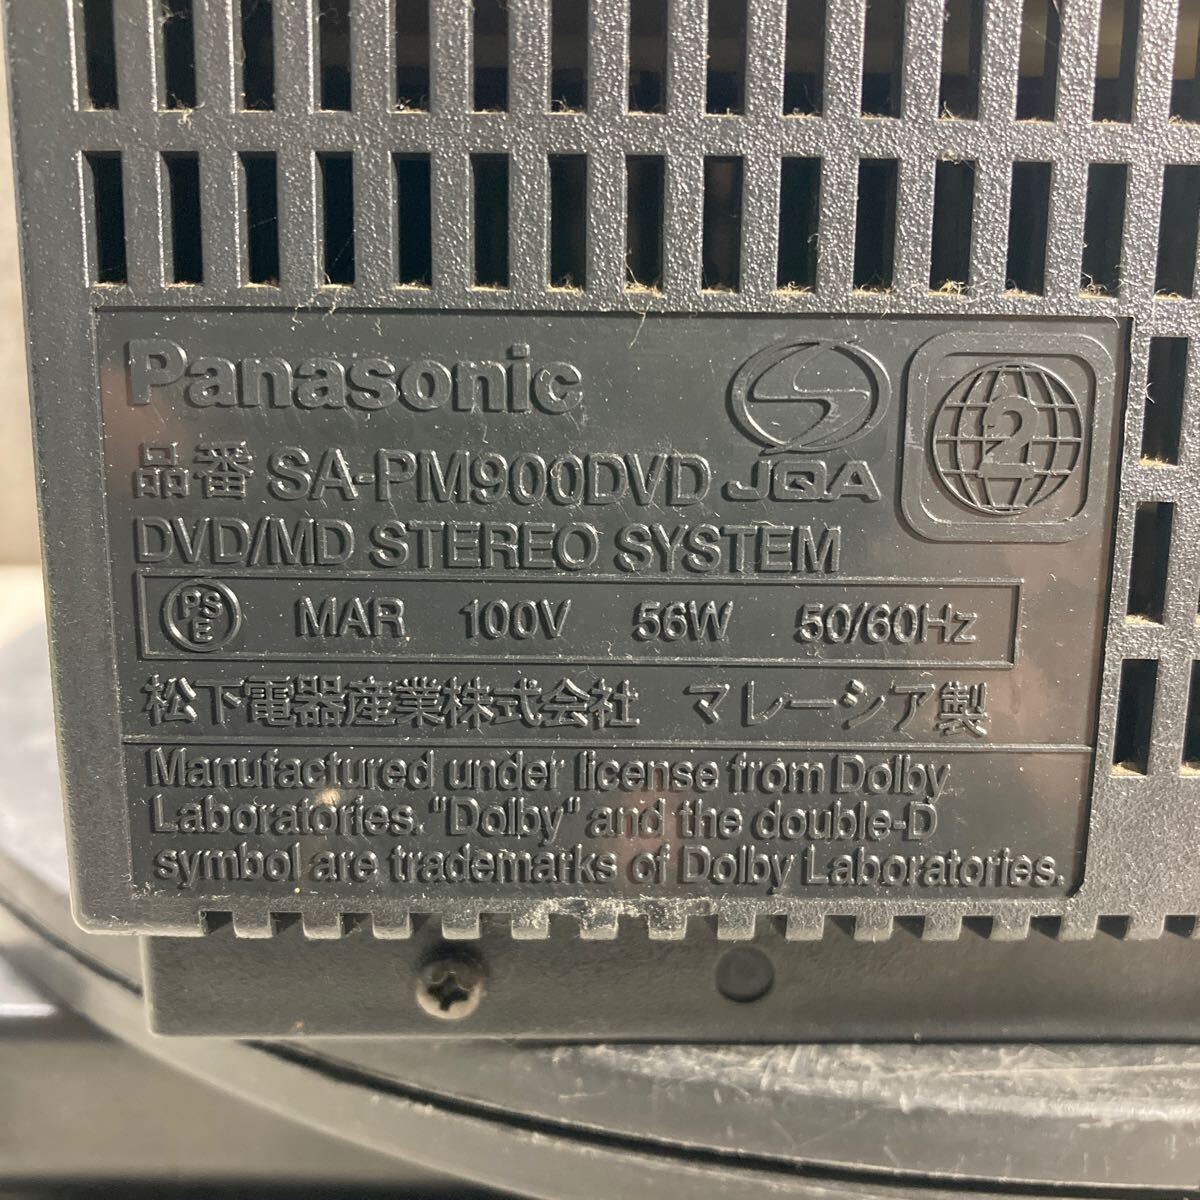 Panasonic
品番 SA-PM900DVD JQA 2
DVD/MD STEREO SYSTEM
PSE MAR 100V 56W 50/60Hz
松下電器産業株式会社 マレーシア製
Manufactured under license from Dolby
Laboratories. "Dolby" and the double-D
symbol are trademarks of Dolby Laboratories.